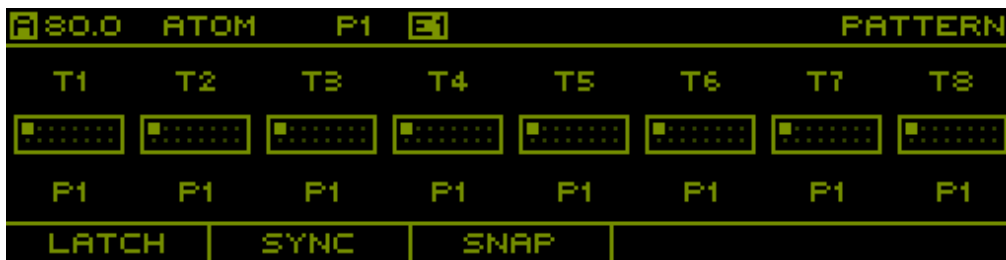 A 80.0 ATOM P1 E1 PATTERN
T1 T2 T3 T4 T5 T6 T7 T8
P1 P1 P1 P1 P1 P1 P1 P1
LATCH SYNC SNAP